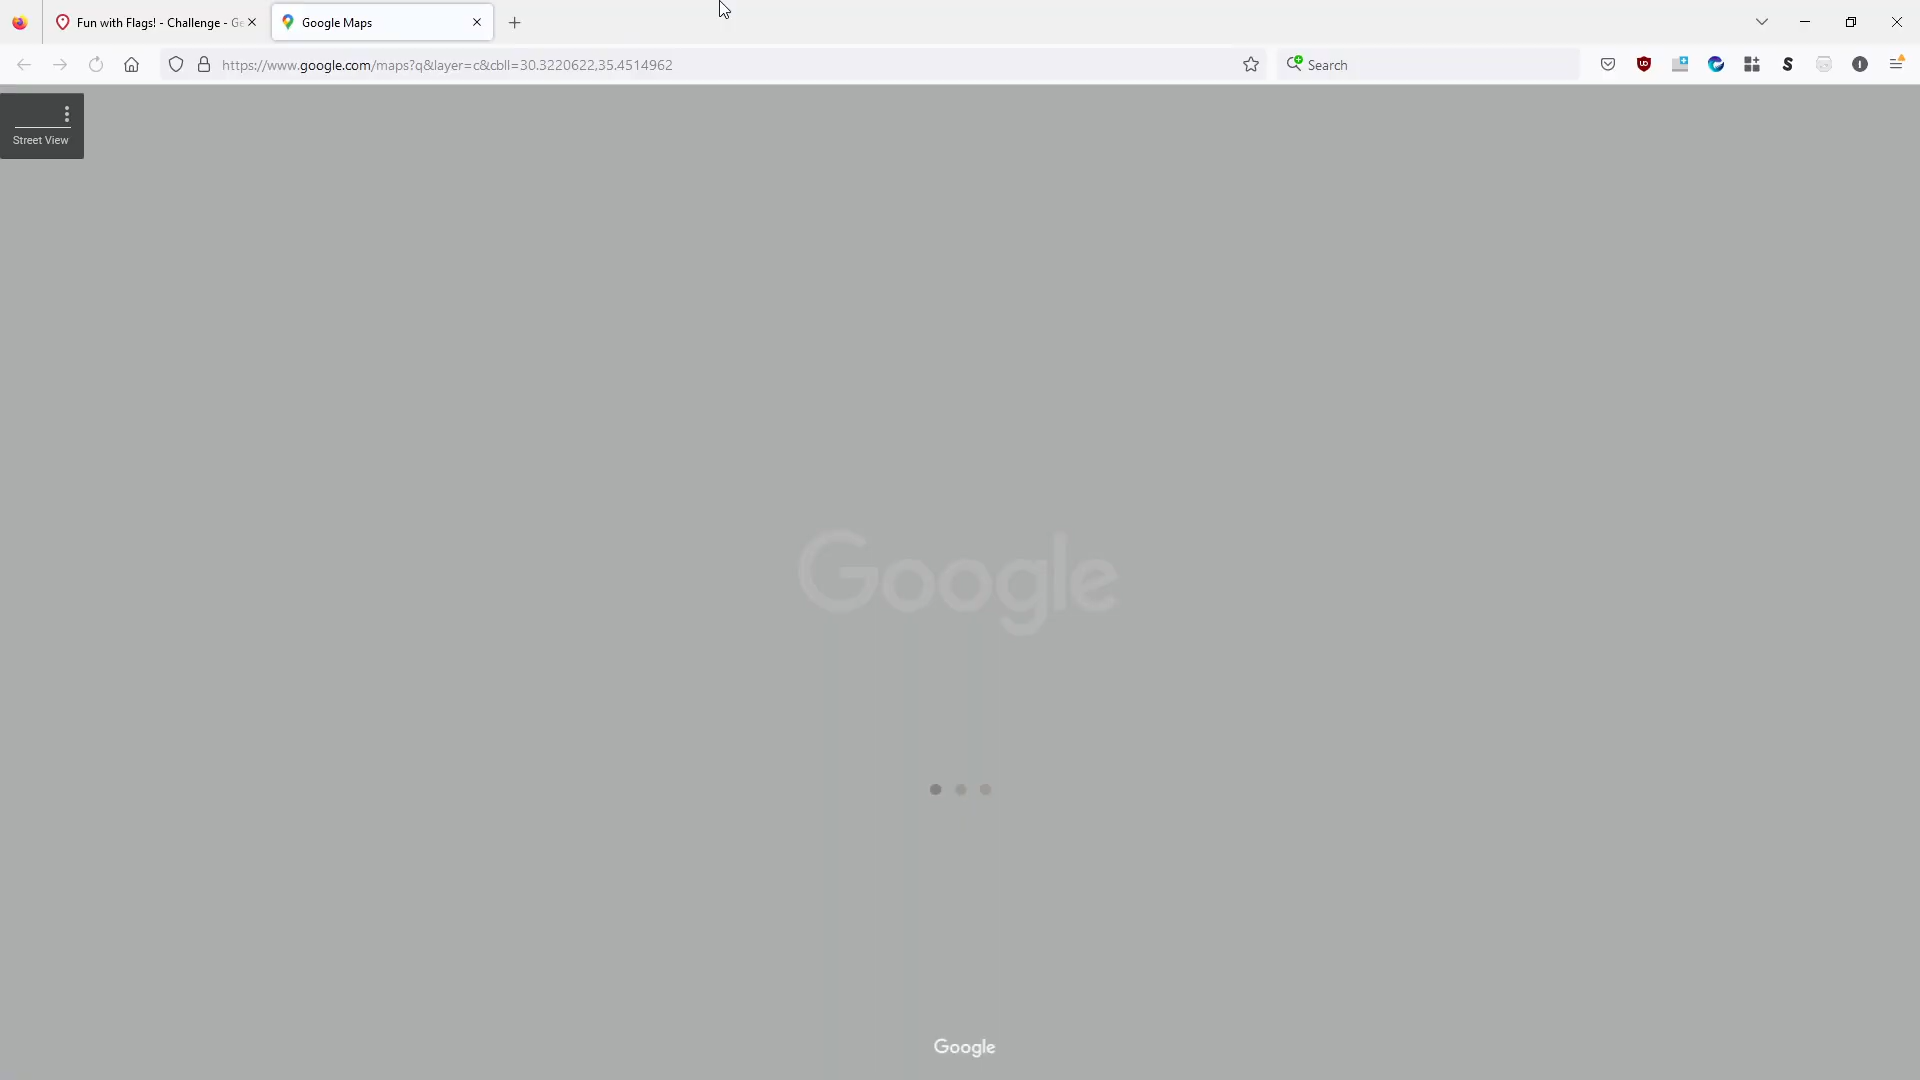 Fun with Flags! - Challenge - Ge
Google Maps
https://www.google.com/maps?q&layer=c&cbll=30.3220622,35.4514962
Search
Street View
Google
Google